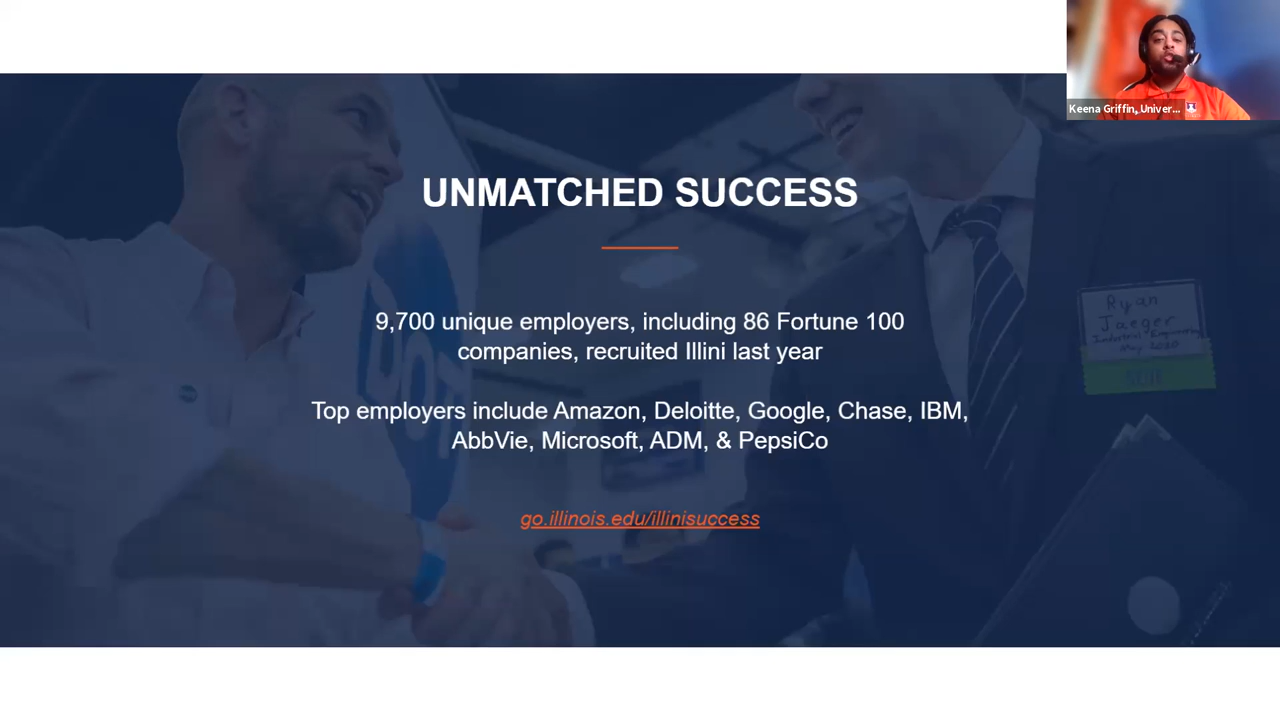 Keena Griffin, Univer...
UNMATCHED SUCCESS
9,700 unique employers, including 86 Fortune 100
companies, recruited Illini last year
Top employers include Amazon, Deloitte, Google, Chase, IBM,
AbbVie, Microsoft, ADM, & PepsiCo
go.illinois.edu/illinisuccess
DOT
Ryan
Jaeger